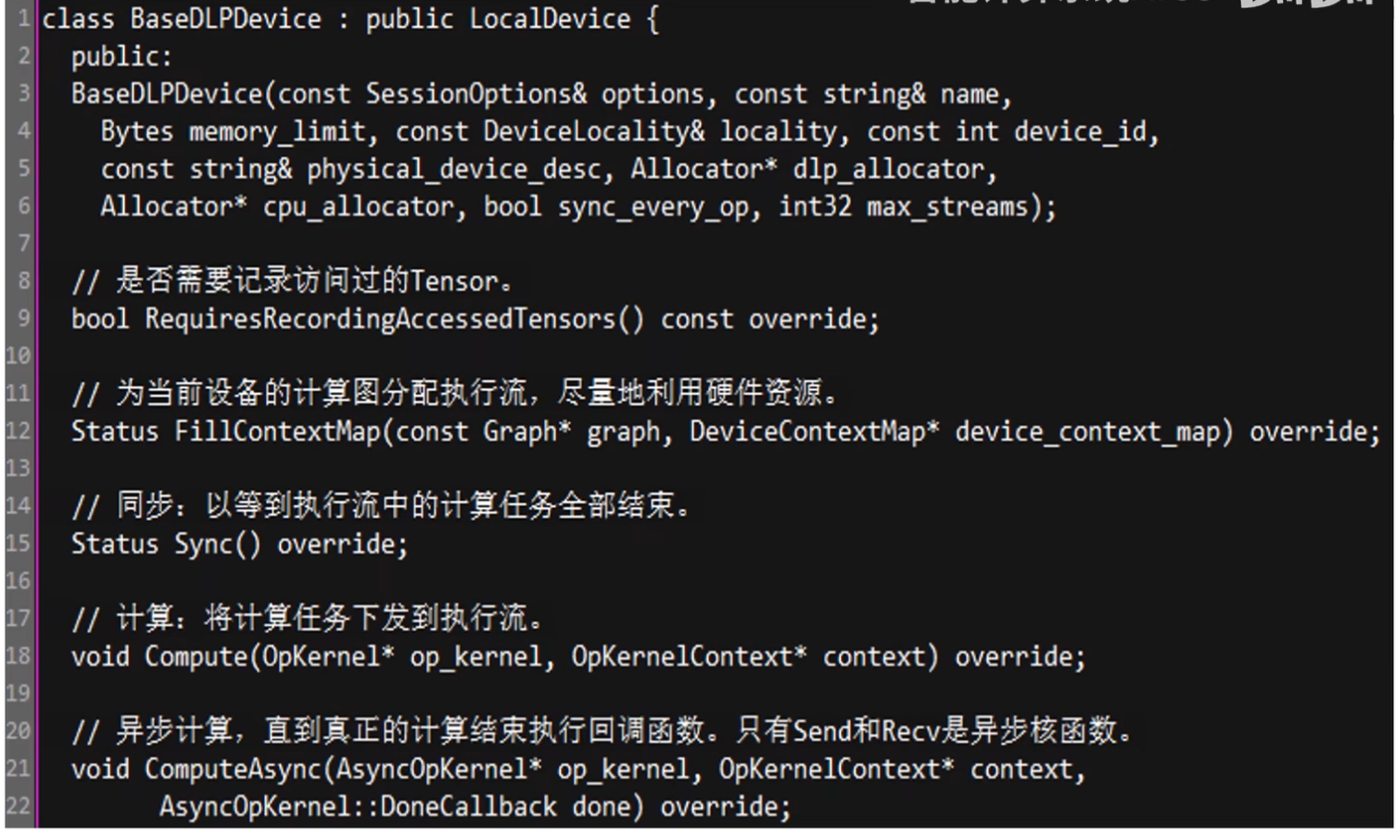 1 class BaseDLPDevice : public LocalDevice {
2 public:
3 BaseDLPDevice(const SessionOptions& options, const string& name,
4 Bytes memory_limit, const DeviceLocality& locality, const int device_id,
5 const string& physical_device_desc, Allocator* dlp_allocator,
6 Allocator* cpu_allocator, bool sync_every_op, int32 max_streams);
7
8 // 是否需要记录访问过的Tensor。
9 bool RequiresRecordingAccessedTensors() const override;
10
11 // 为当前设备的计算图分配执行流，尽量地利用硬件资源。
12 Status FillContextMap(const Graph* graph, DeviceContextMap* device_context_map) override;
13
14 // 同步：以等到执行流中的计算任务全部结束。
15 Status Sync() override;
16
17 // 计算：将计算任务下发到执行流。
18 void Compute(OpKernel* op_kernel, OpKernelContext* context) override;
19
20 // 异步计算，直到真正的计算结束执行回调函数。只有Send和Recv是异步核函数。
21 void ComputeAsync(AsyncOpKernel* op_kernel, OpKernelContext* context,
22 AsyncOpKernel::DoneCallback done) override;